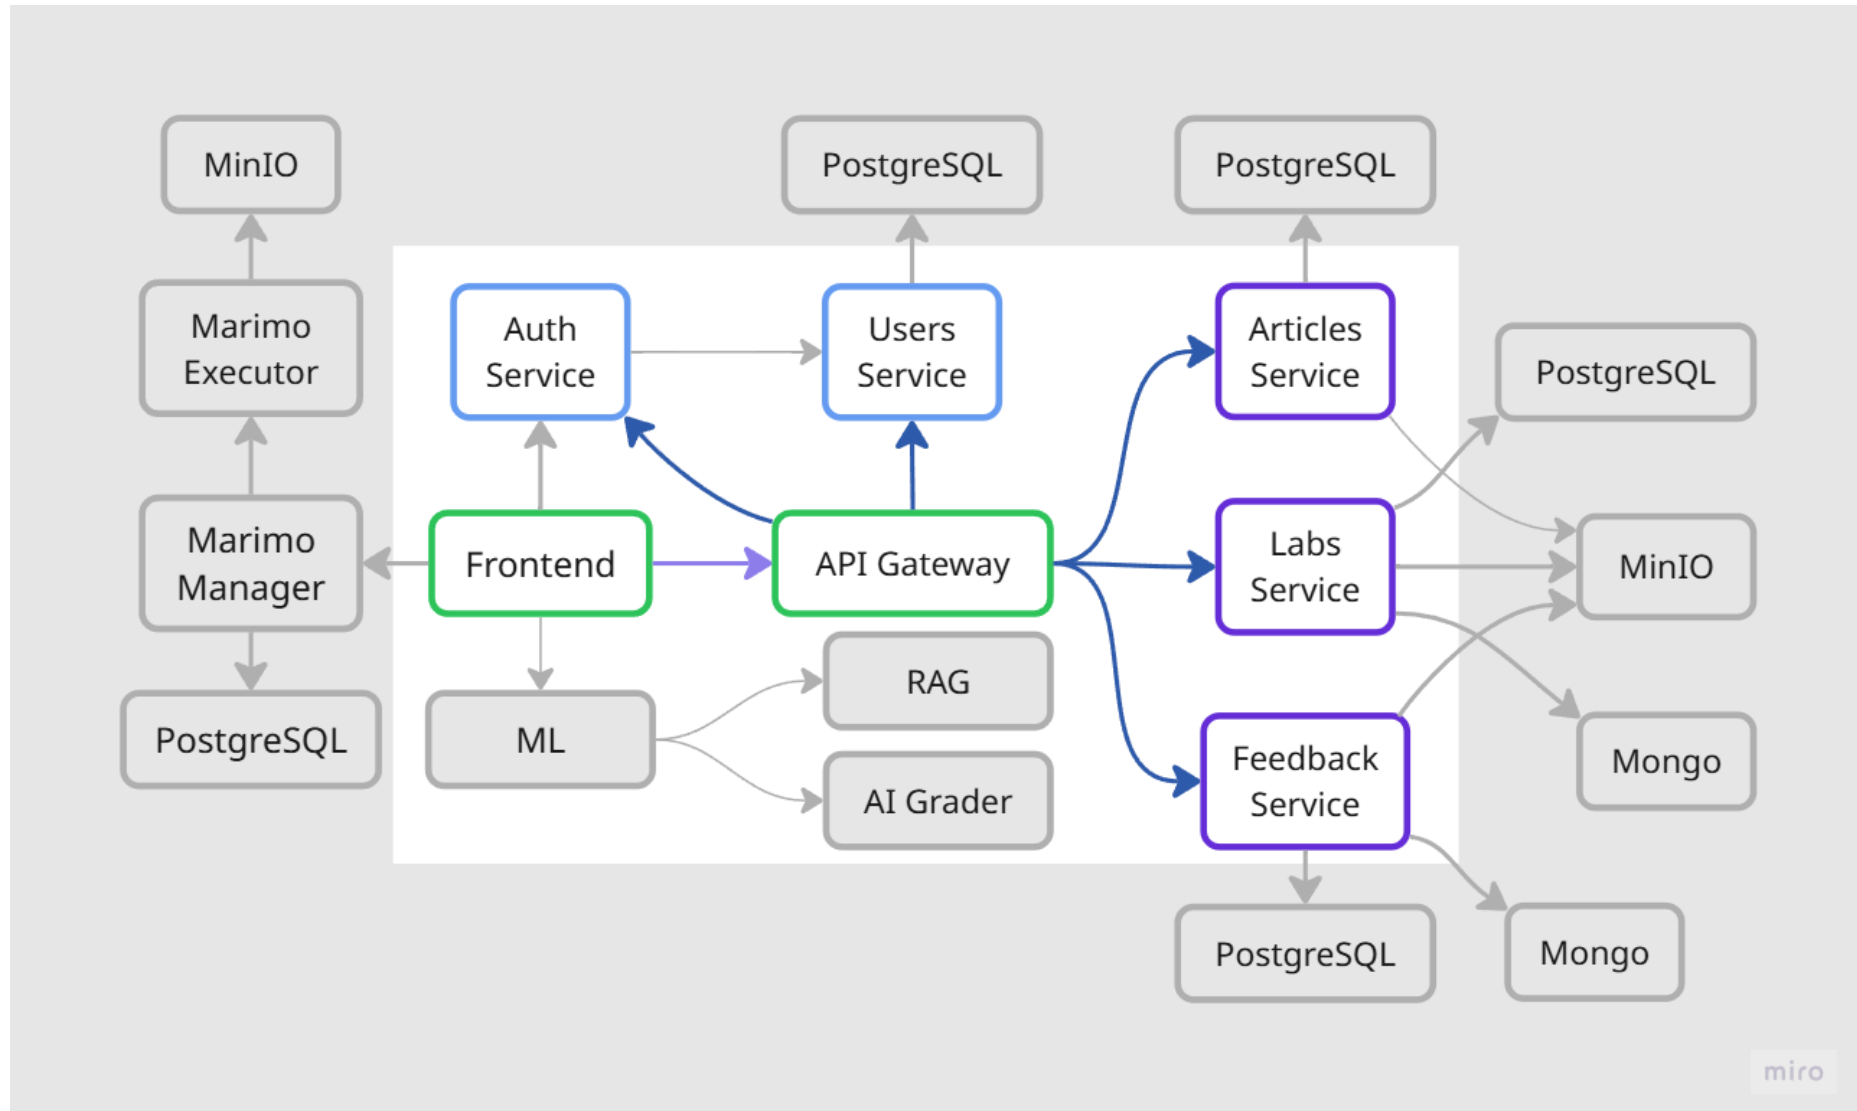 MinIO
PostgreSQL
PostgreSQL
Marimo
Executor
Auth
Service
Users
Service
Articles
Service
PostgreSQL
Marimo
Manager
Frontend
API Gateway
Labs
Service
MinIO
RAG
PostgreSQL
ML
AI Grader
Feedback
Service
Mongo
PostgreSQL
Mongo
miro